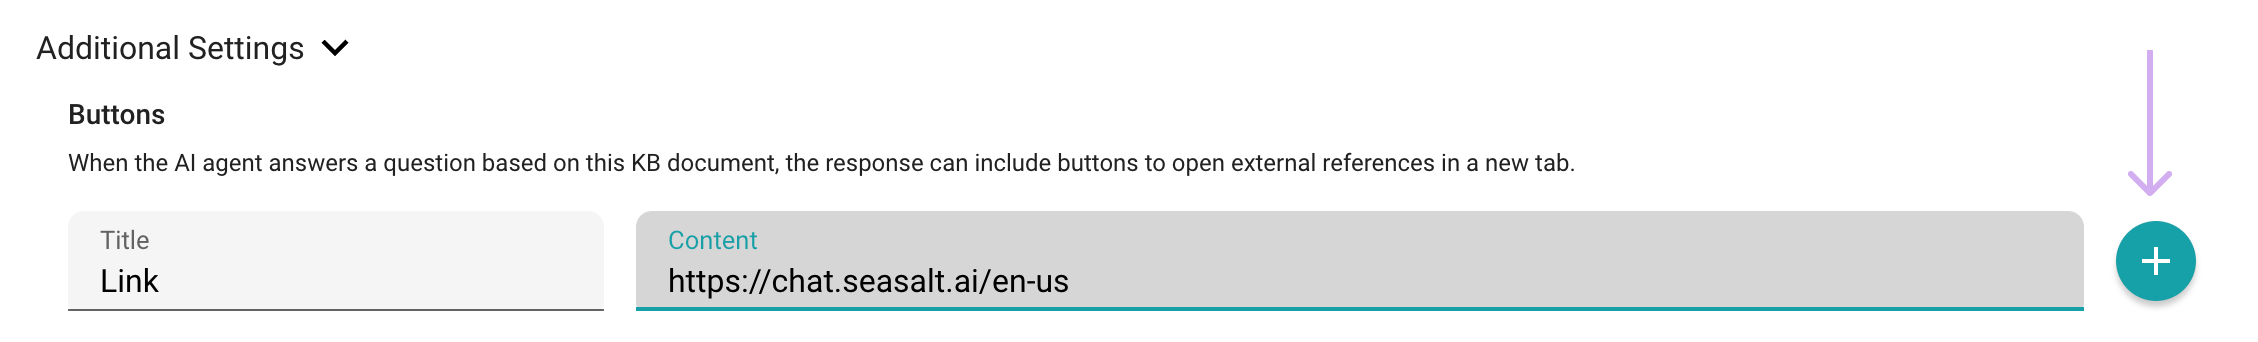 Additional Settings
Buttons
When the AI agent answers a question based on this KB document, the response can include buttons to open external references in a new tab.
Title
Link
Content
https://chat.seasalt.ai/en-us